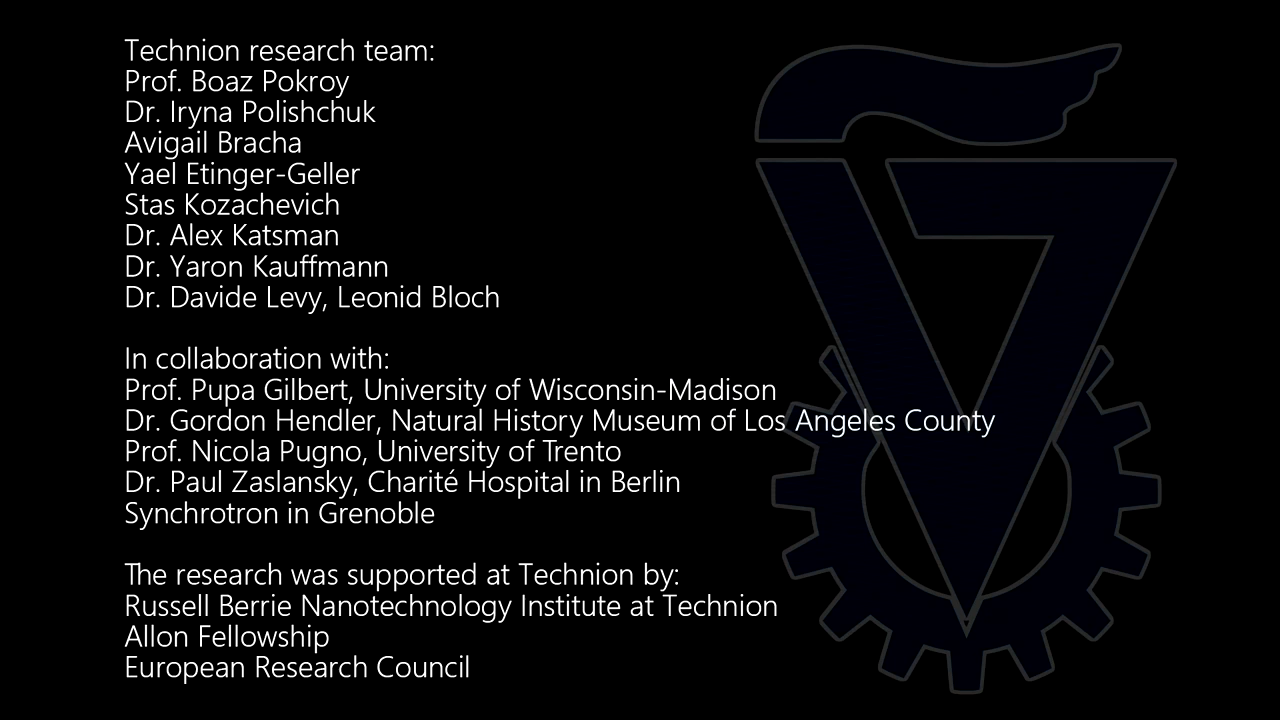 Technion research team:
Prof. Boaz Pokroy
Dr. Iryna Polishchuk
Avigail Bracha
Yael Etinger-Geller
Stas Kozachevich
Dr. Alex Katsman
Dr. Yaron Kauffmann
Dr. Davide Levy, Leonid Bloch
In collaboration with:
Prof. Pupa Gilbert, University of Wisconsin-Madison
Dr. Gordon Hendler, Natural History Museum of Los Angeles County
Prof. Nicola Pugno, University of Trento
Dr. Paul Zaslansky, Charité Hospital in Berlin
Synchrotron in Grenoble
The research was supported at Technion by:
Russell Berrie Nanotechnology Institute at Technion
Allon Fellowship
European Research Council